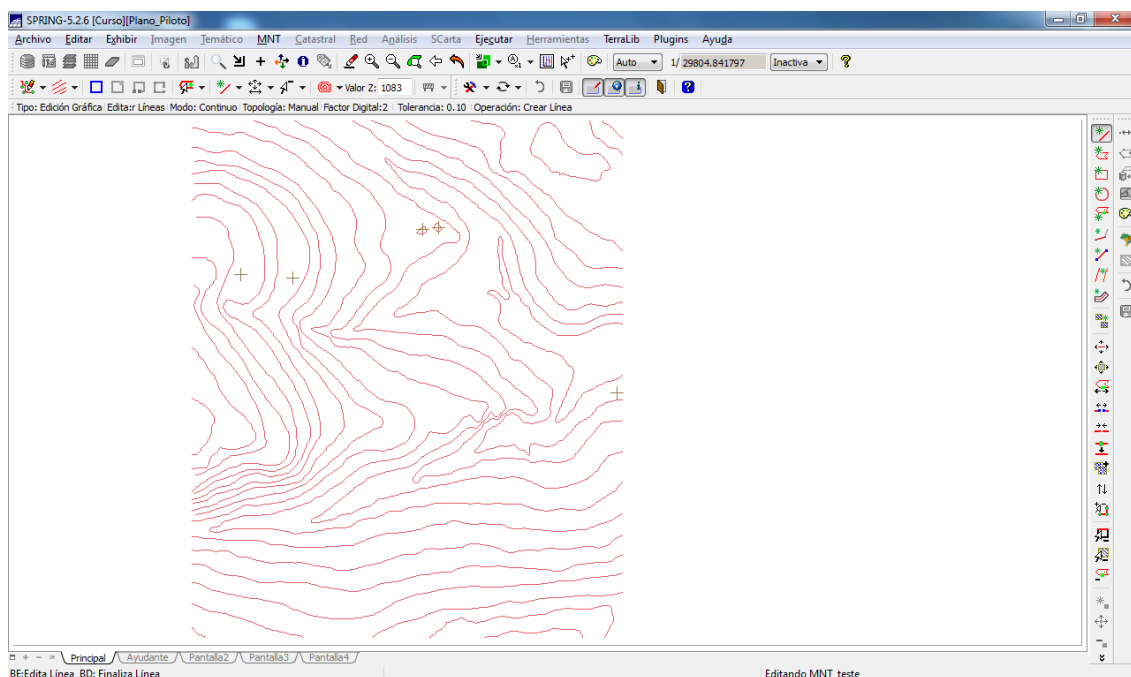 SPRING-5.2.6 [Curso][Plano_Piloto]
Archivo Editar Exhibir Imagen Temático MNT Catastral Red Análisis SCarta Ejecutar Herramientas TerraLib Plugins Ayuda
Auto 1/ 29804.841797 Inactiva
Valor Z: 1083
Tipo: Edición Gráfica Edita:r Líneas Modo: Continuo Topología: Manual Factor Digital:2 Tolerancia: 0.10 Operación: Crear Línea
Principal Ayudante Pantalla2 Pantalla3 Pantalla4
BE:Edita Línea BD: Finaliza Línea Editando MNT teste